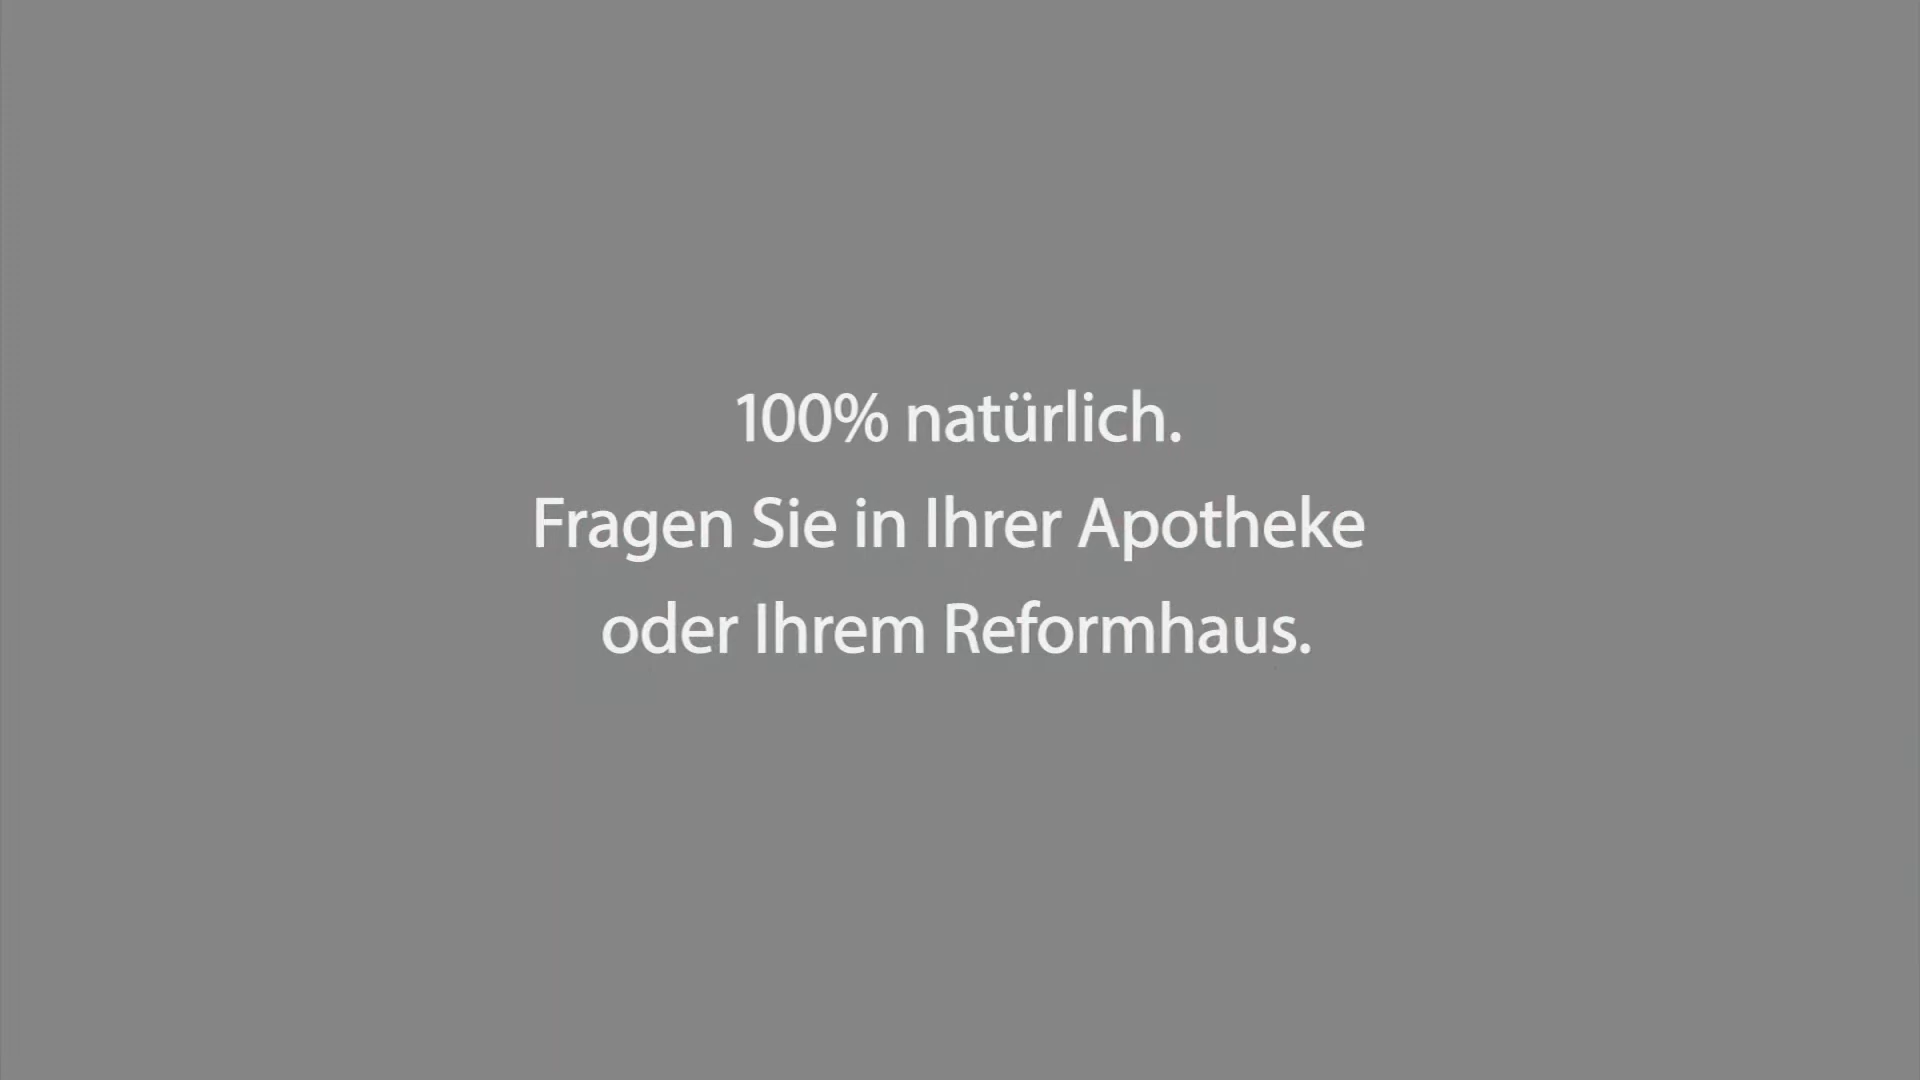 100% natürlich.
Fragen Sie in Ihrer Apotheke
oder Ihrem Reformhaus.